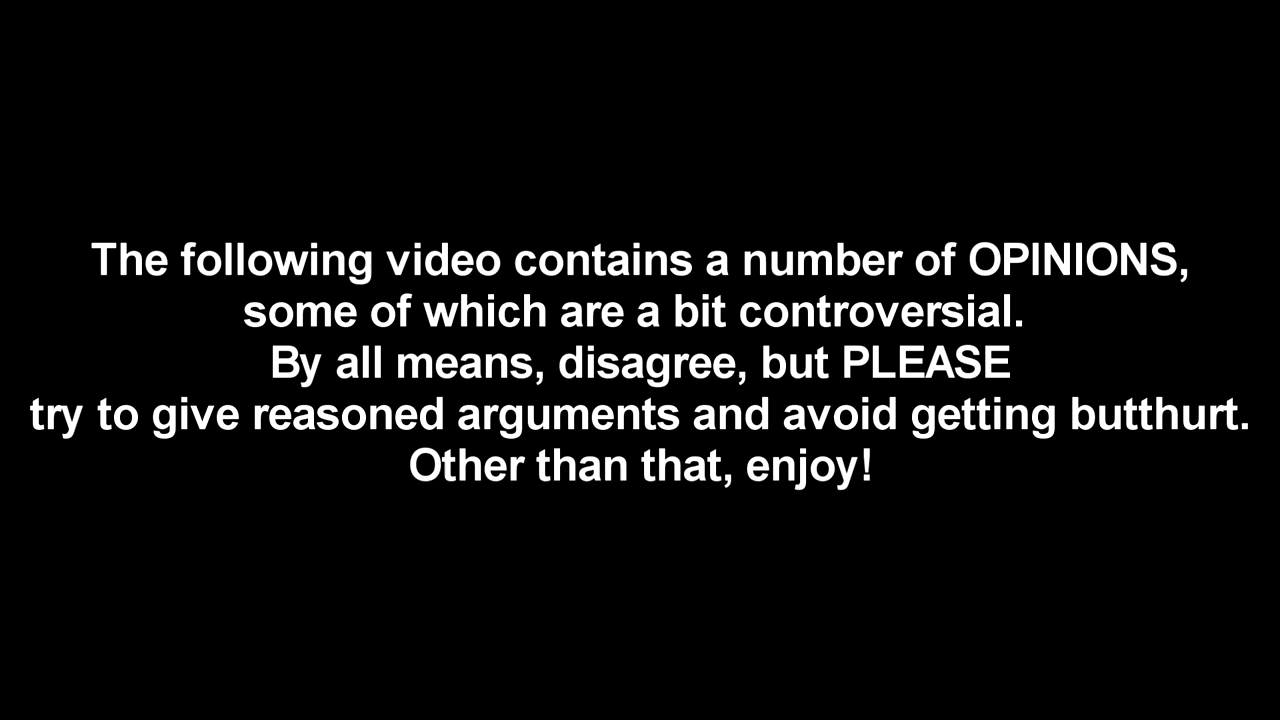 The following video contains a number of OPINIONS,
some of which are a bit controversial.
By all means, disagree, but PLEASE
try to give reasoned arguments and avoid getting butthurt.
Other than that, enjoy!